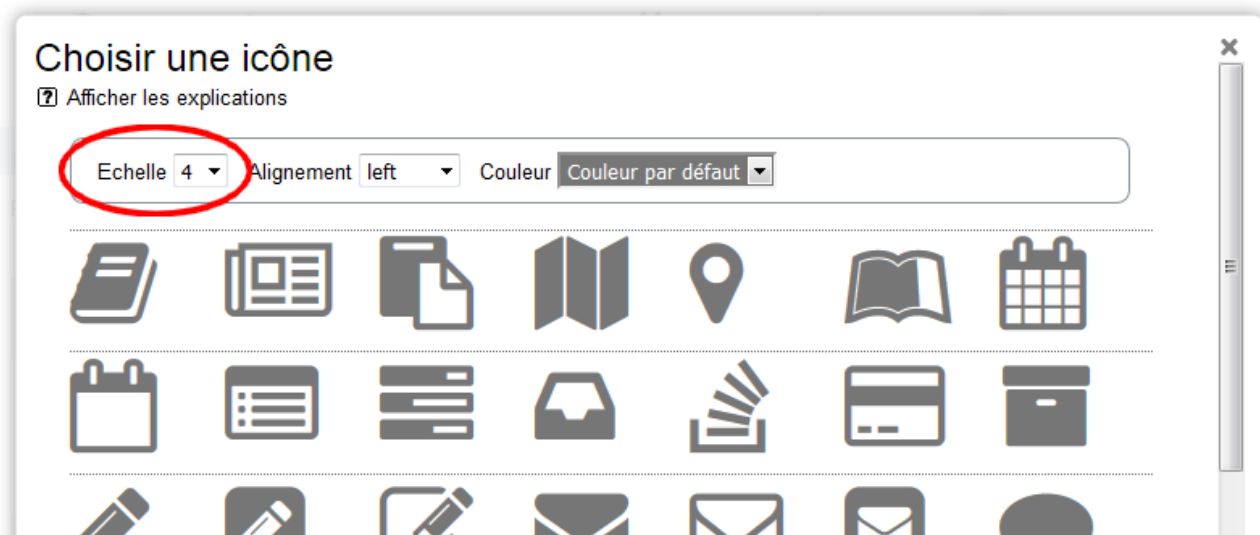 Choisir une icône
? Afficher les explications
Echelle 4 Alignement left Couleur Couleur par défaut